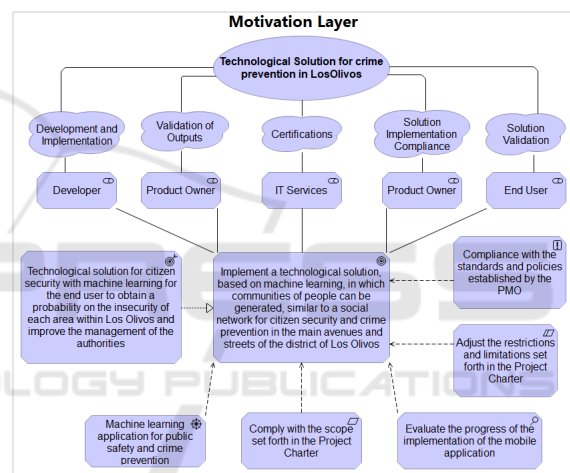 Motivation Layer
Technological Solution for crime
prevention in LosOlivos
Development and
Implementation
Validation of
Outputs
Certifications
Solution
Implementation
Compliance
Solution
Validation
Developer
Product Owner
IT Services
Product Owner
End User
Technological solution for citizen
security with machine learning for
the end user to obtain a
probability on the insecurity of
each area within Los Olivos and
improve the management of the
authorities
Implement a technological solution,
based on machine learning, in which
communities of people can be
generated, similar to a social
network for citizen security and crime
prevention in the main avenues and
streets of the district of Los Olivos
Compliance with the
standards and policies
established by the
PMO
Adjust the restrictions
and limitations set
forth in the Project
Charter
Machine learning
application for public
safety and crime
prevention
Comply with the scope
set forth in the Project
Charter
Evaluate the progress of the
implementation of the mobile
application
PRESS
OLOGY PUBLICATIONS